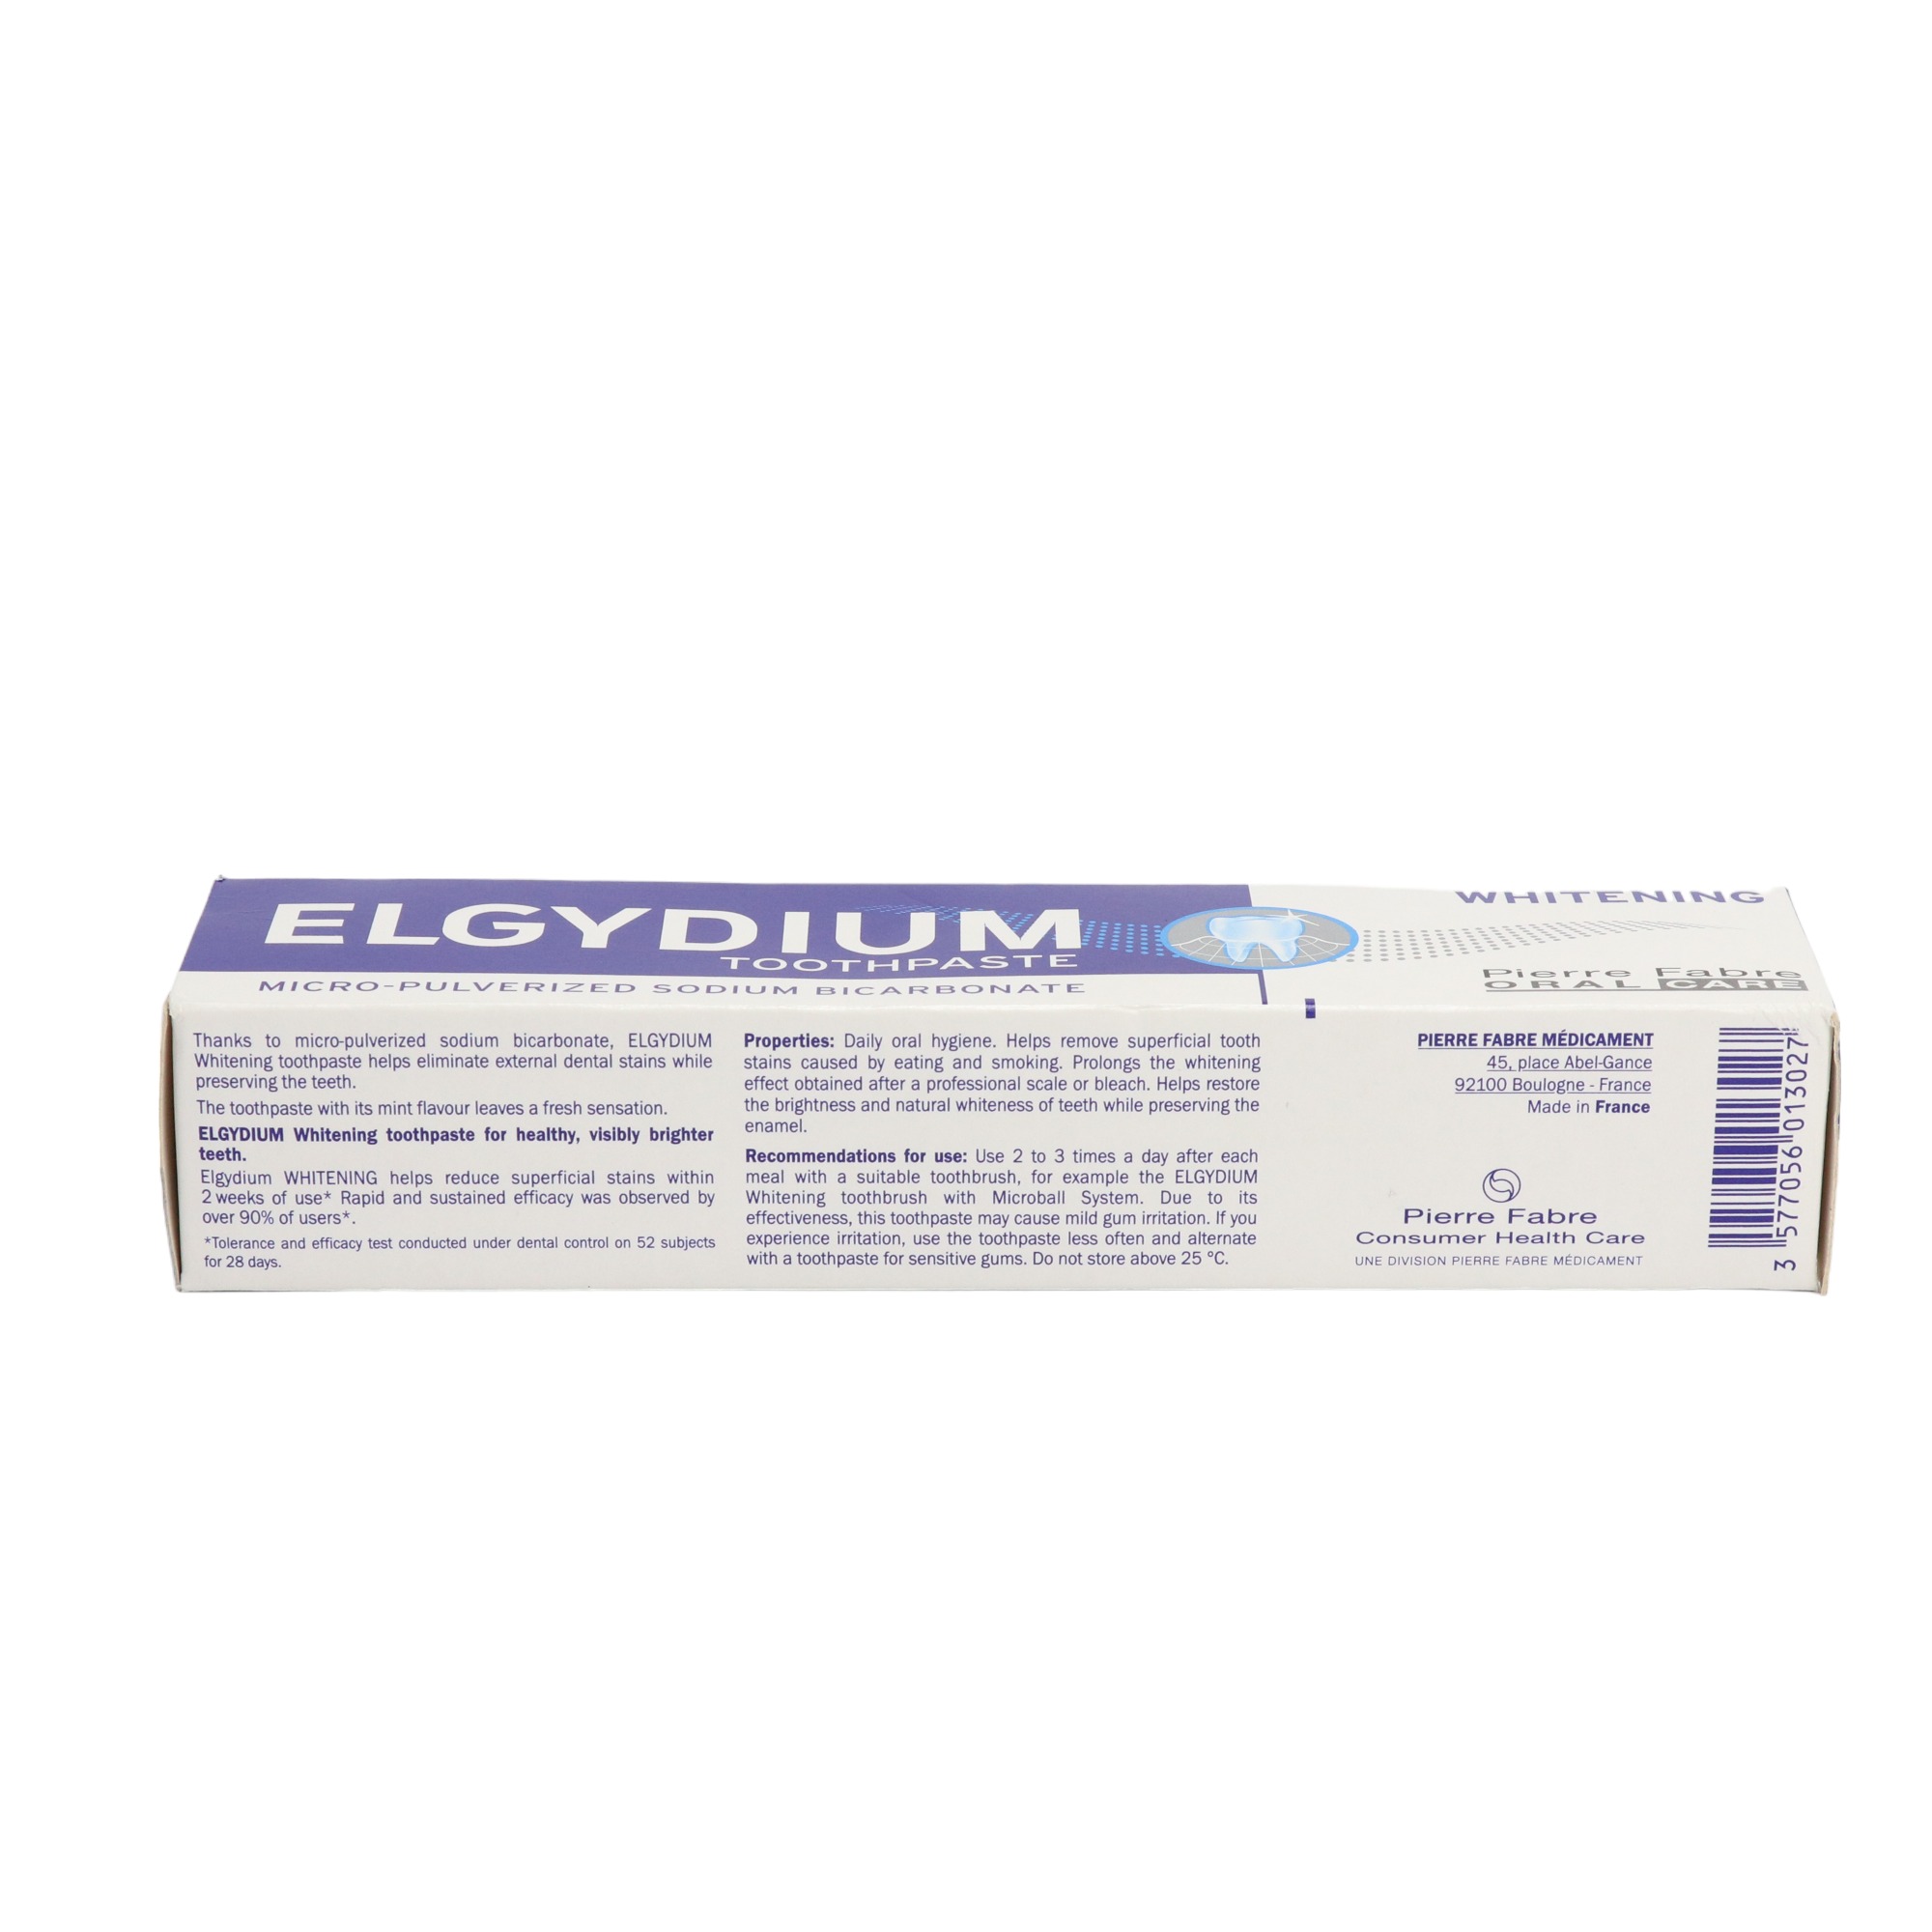 ELGYDIUM
TOOTHPASTE
MICRO-PULVERIZED SODIUM BICARBONATE
WHITENING
Pierre Fabre
ORAL CARE
Thanks to micro-pulverized sodium bicarbonate, ELGYDIUM
Whitening toothpaste helps eliminate external dental stains while
preserving the teeth.
The toothpaste with its mint flavour leaves a fresh sensation.
ELGYDIUM Whitening toothpaste for healthy, visibly brighter
teeth.
Elgydium WHITENING helps reduce superficial stains within
2 weeks of use* Rapid and sustained efficacy was observed by
over 90% of users*.
*Tolerance and efficacy test conducted under dental control on 52 subjects
for 28 days.
Properties: Daily oral hygiene. Helps remove superficial tooth
stains caused by eating and smoking. Prolongs the whitening
effect obtained after a professional scale or bleach. Helps restore
the brightness and natural whiteness of teeth while preserving the
enamel.
Recommendations for use: Use 2 to 3 times a day after each
meal with a suitable toothbrush, for example the ELGYDIUM
Whitening toothbrush with Microball System. Due to its
effectiveness, this toothpaste may cause mild gum irritation. If you
experience irritation, use the toothpaste less often and alternate
with a toothpaste for sensitive gums. Do not store above 25 °C.
PIERRE FABRE MÉDICAMENT
45, place Abel-Gance
92100 Boulogne - France
Made in France
Pierre Fabre
Consumer Health Care
UNE DIVISION PIERRE FABRE MÉDICAMENT
3 577056 013027